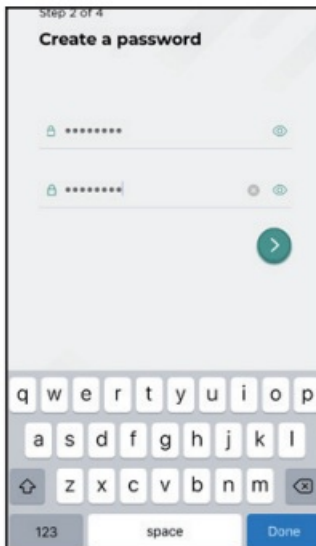 Step 2 of 4
Create a password
••••••••
••••••••
q w e r t y u i o p
a s d f g h j k l
z x c v b n m
123 space Done